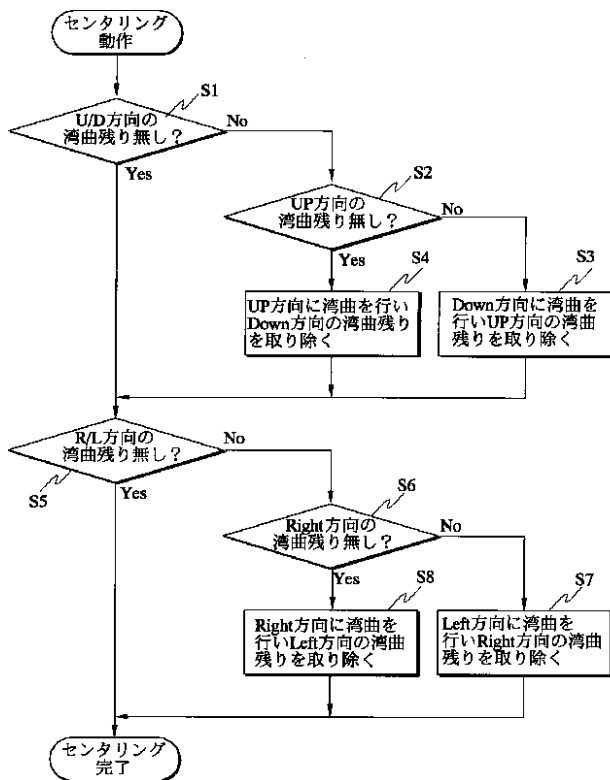 センタリング
動作
S1
U/D方向の
湾曲残り無し？
No
Yes
S2
UP方向の
湾曲残り無し？
No
Yes
S4
UP方向に湾曲を行い
Down方向の湾曲残り
を取り除く
S3
Down方向に湾曲を
行いUP方向の湾曲
残りを取り除く
R/L方向の
湾曲残り無し？
No
S5
Yes
S6
Right方向の
湾曲残り無し？
No
Yes
S8
Right方向に湾曲を
行いLeft方向の湾曲
残りを取り除く
S7
Left方向に湾曲を
行いRight方向の湾曲
残りを取り除く
センタリング
完了